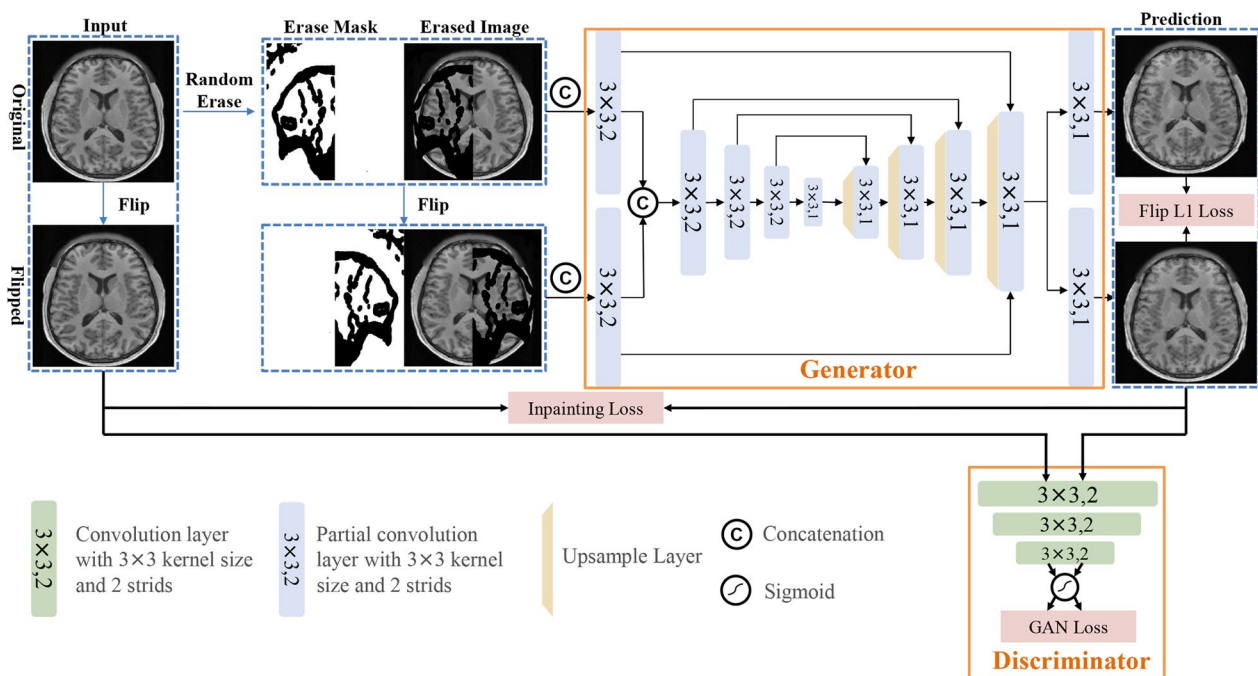 Input
Erase Mask
Erased Image
Prediction
Original
Random
Erase
Flip
Flip
Flipped
C
C
C
3×3,2
3×3,2
3×3,2
3×3,2
3×3,2
3×3,1
3×3,1
3×3,1
3×3,1
3×3,1
3×3,1
3×3,1
Flip L1 Loss
Generator
Inpainting Loss
3×3,2
3×3,2
3×3,2
GAN Loss
Discriminator
3×3,2
Convolution layer
with 3×3 kernel size
and 2 strids
3×3,2
Partial convolution
layer with 3×3 kernel
size and 2 strids
Upsample Layer
C
Concatenation
Sigmoid